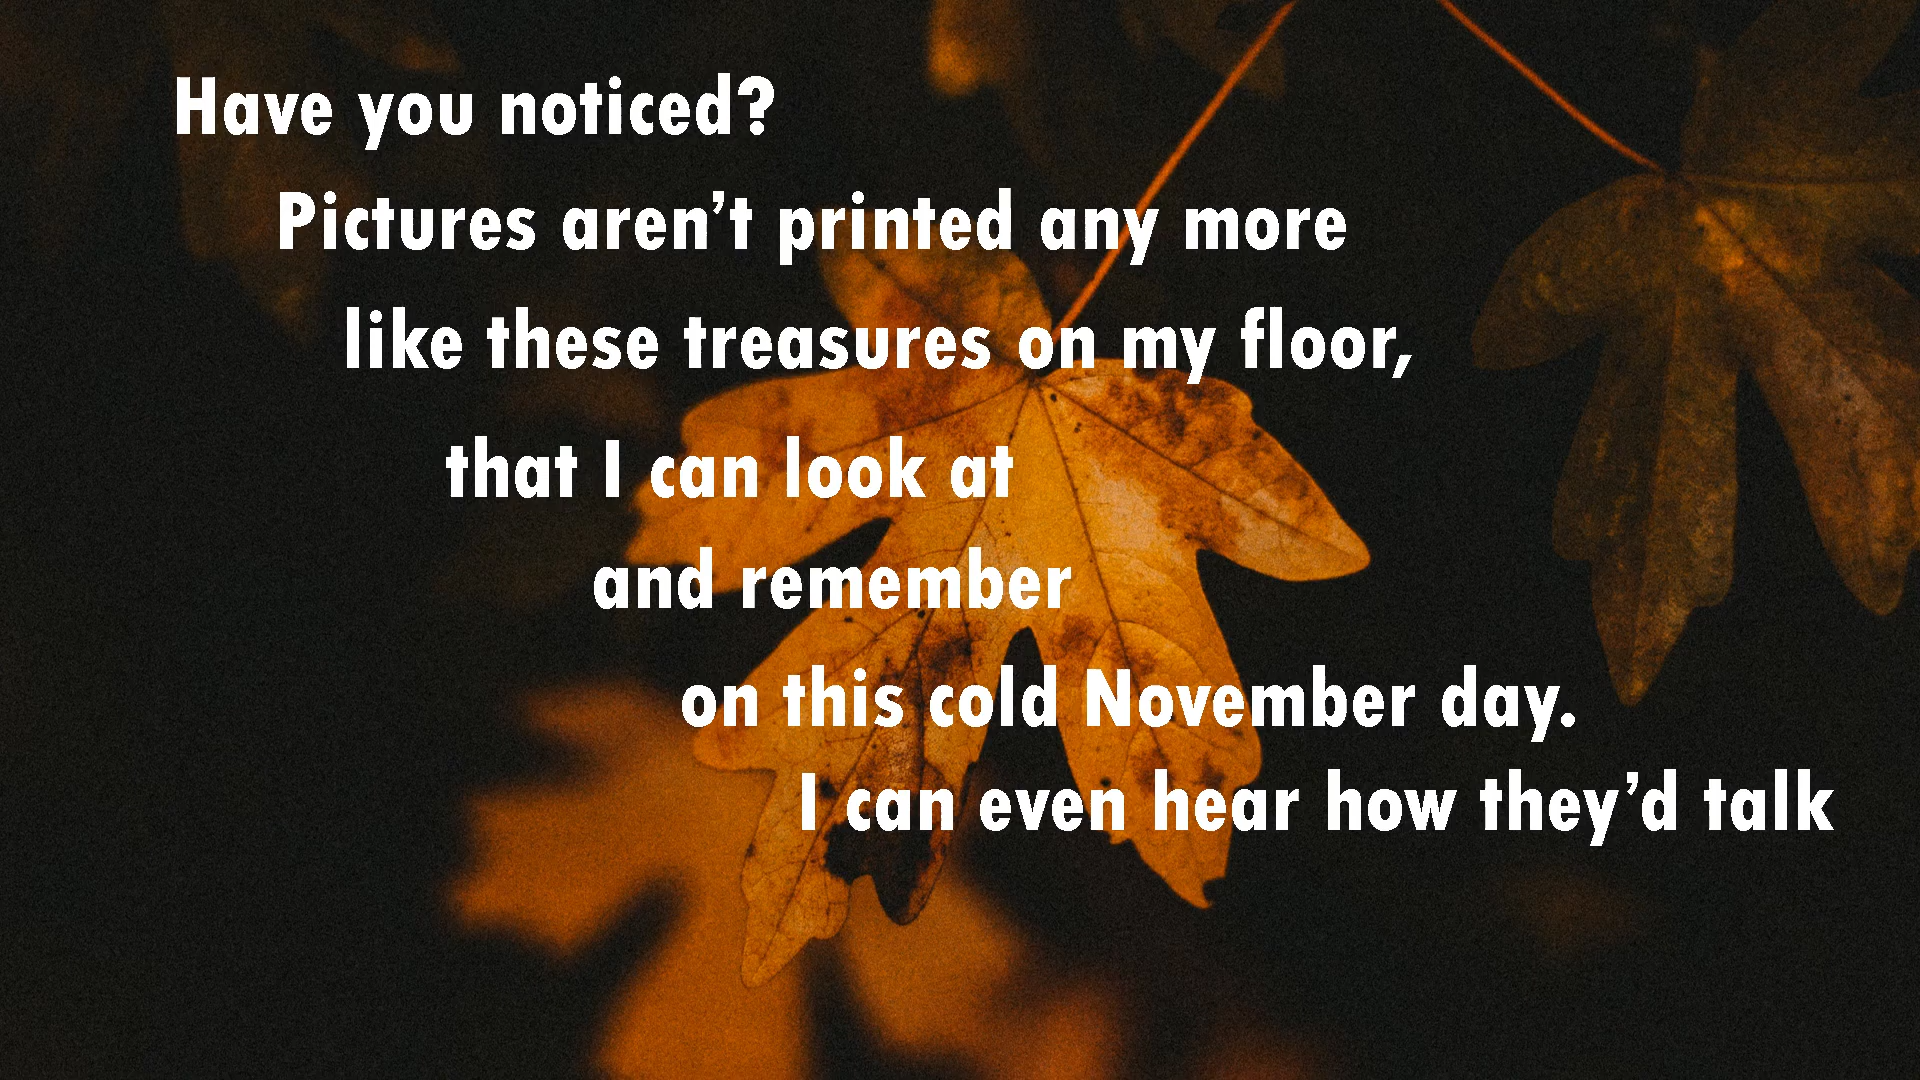 Have you noticed?
Pictures aren’t printed any more
like these treasures on my floor,
that I can look at
and remember
on this cold November day.
I can even hear how they’d talk